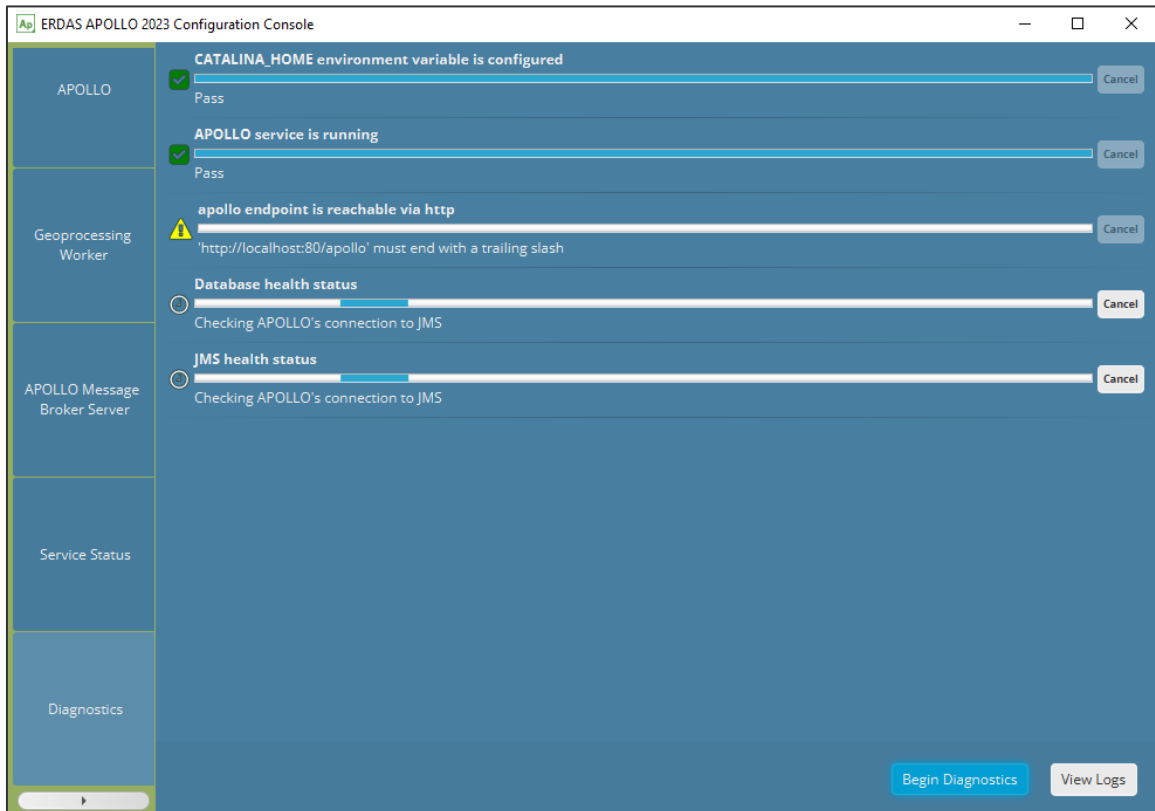 Ap ERDAS APOLLO 2023 Configuration Console
APOLLO
Geoprocessing
Worker
APOLLO Message
Broker Server
Service Status
Diagnostics
CATALINA_HOME environment variable is configured
Cancel
Pass
APOLLO service is running
Cancel
Pass
apollo endpoint is reachable via http
Cancel
'http://localhost:80/apollo' must end with a trailing slash
Database health status
Cancel
Checking APOLLO's connection to JMS
JMS health status
Cancel
Checking APOLLO's connection to JMS
Begin Diagnostics
View Logs